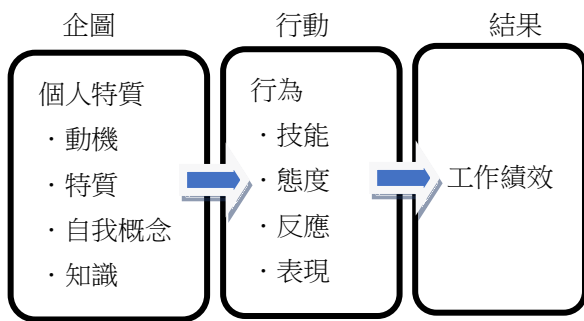 企圖
行動
結果
個人特質
‧動機
‧特質
‧自我概念
‧知識
行為
‧技能
‧態度
‧反應
‧表現
工作績效